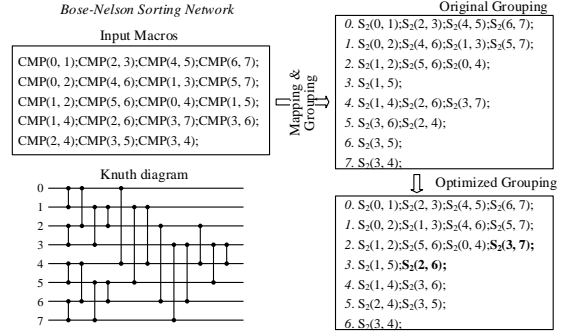 Bose-Nelson Sorting Network
Input Macros
CMP(0, 1);CMP(2, 3);CMP(4, 5);CMP(6, 7);
CMP(0, 2);CMP(4, 6);CMP(1, 3);CMP(5, 7);
CMP(1, 2);CMP(5, 6);CMP(0, 4);CMP(1, 5);
CMP(1, 4);CMP(2, 6);CMP(3, 7);CMP(3, 6);
CMP(2, 4);CMP(3, 5);CMP(3, 4);
Mapping &
Grouping
Original Grouping
0. S₂(0, 1);S₂(2, 3);S₂(4, 5);S₂(6, 7);
1. S₂(0, 2);S₂(4, 6);S₂(1, 3);S₂(5, 7);
2. S₂(1, 2);S₂(5, 6);S₂(0, 4);
3. S₂(1, 5);
4. S₂(1, 4);S₂(2, 6);S₂(3, 7);
5. S₂(3, 6);S₂(2, 4);
6. S₂(3, 5);
7. S₂(3, 4);
Knuth diagram
0
1
2
3
4
5
6
7
Optimized Grouping
0. S₂(0, 1);S₂(2, 3);S₂(4, 5);S₂(6, 7);
1. S₂(0, 2);S₂(1, 3);S₂(4, 6);S₂(5, 7);
2. S₂(1, 2);S₂(5, 6);S₂(0, 4);S₂(3, 7);
3. S₂(1, 5);S₂(2, 6);
4. S₂(1, 4);S₂(3, 6);
5. S₂(2, 4);S₂(3, 5);
6. S₂(3, 4);